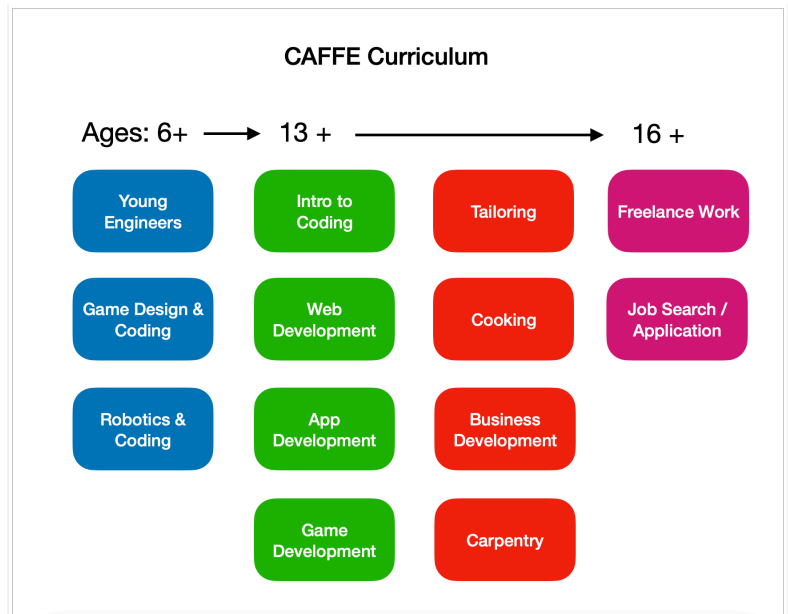 CAFFE Curriculum
Ages: 6+
13 +
16 +
Young
Engineers
Game Design &
Coding
Robotics &
Coding
Intro to
Coding
Web
Development
App
Development
Game
Development
Tailoring
Cooking
Business
Development
Carpentry
Freelance Work
Job Search /
Application